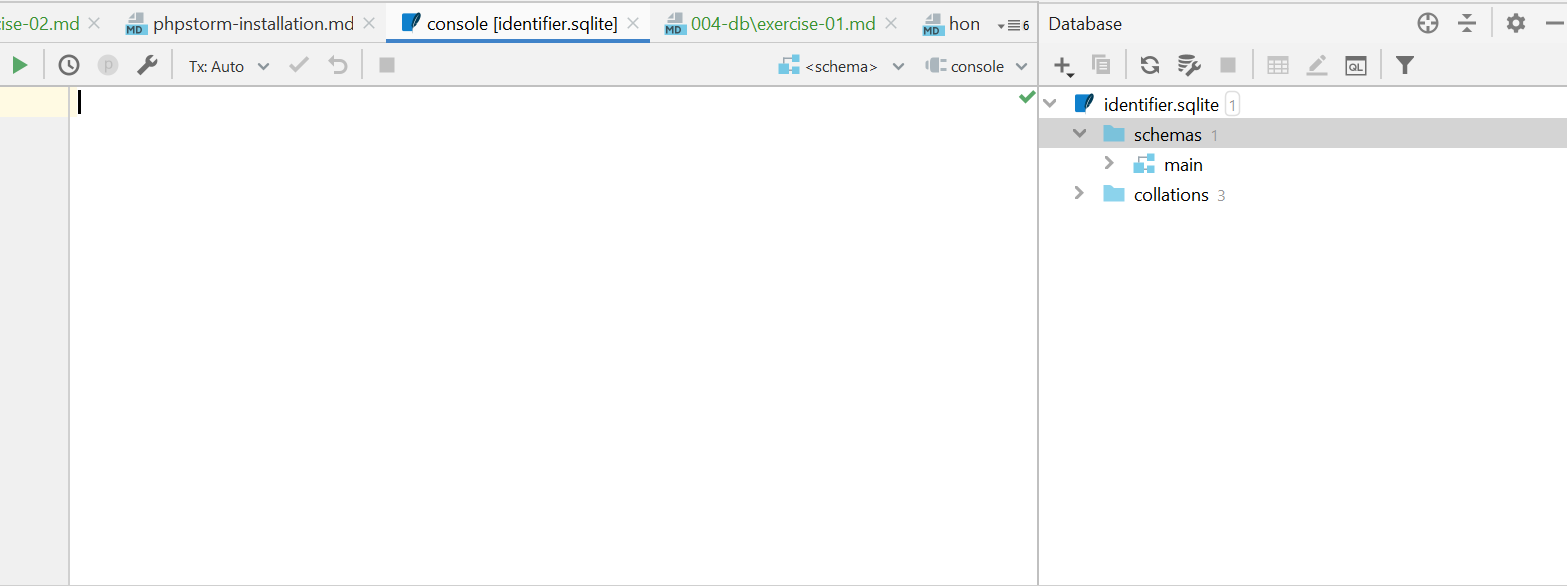 ise-02.md
MD phpstorm-installation.md
console [identifier.sqlite]
MD 004-db\exercise-01.md
MD hon
6
Database
P
Tx: Auto
<schema>
console
QL
identifier.sqlite 1
schemas 1
main
collations 3